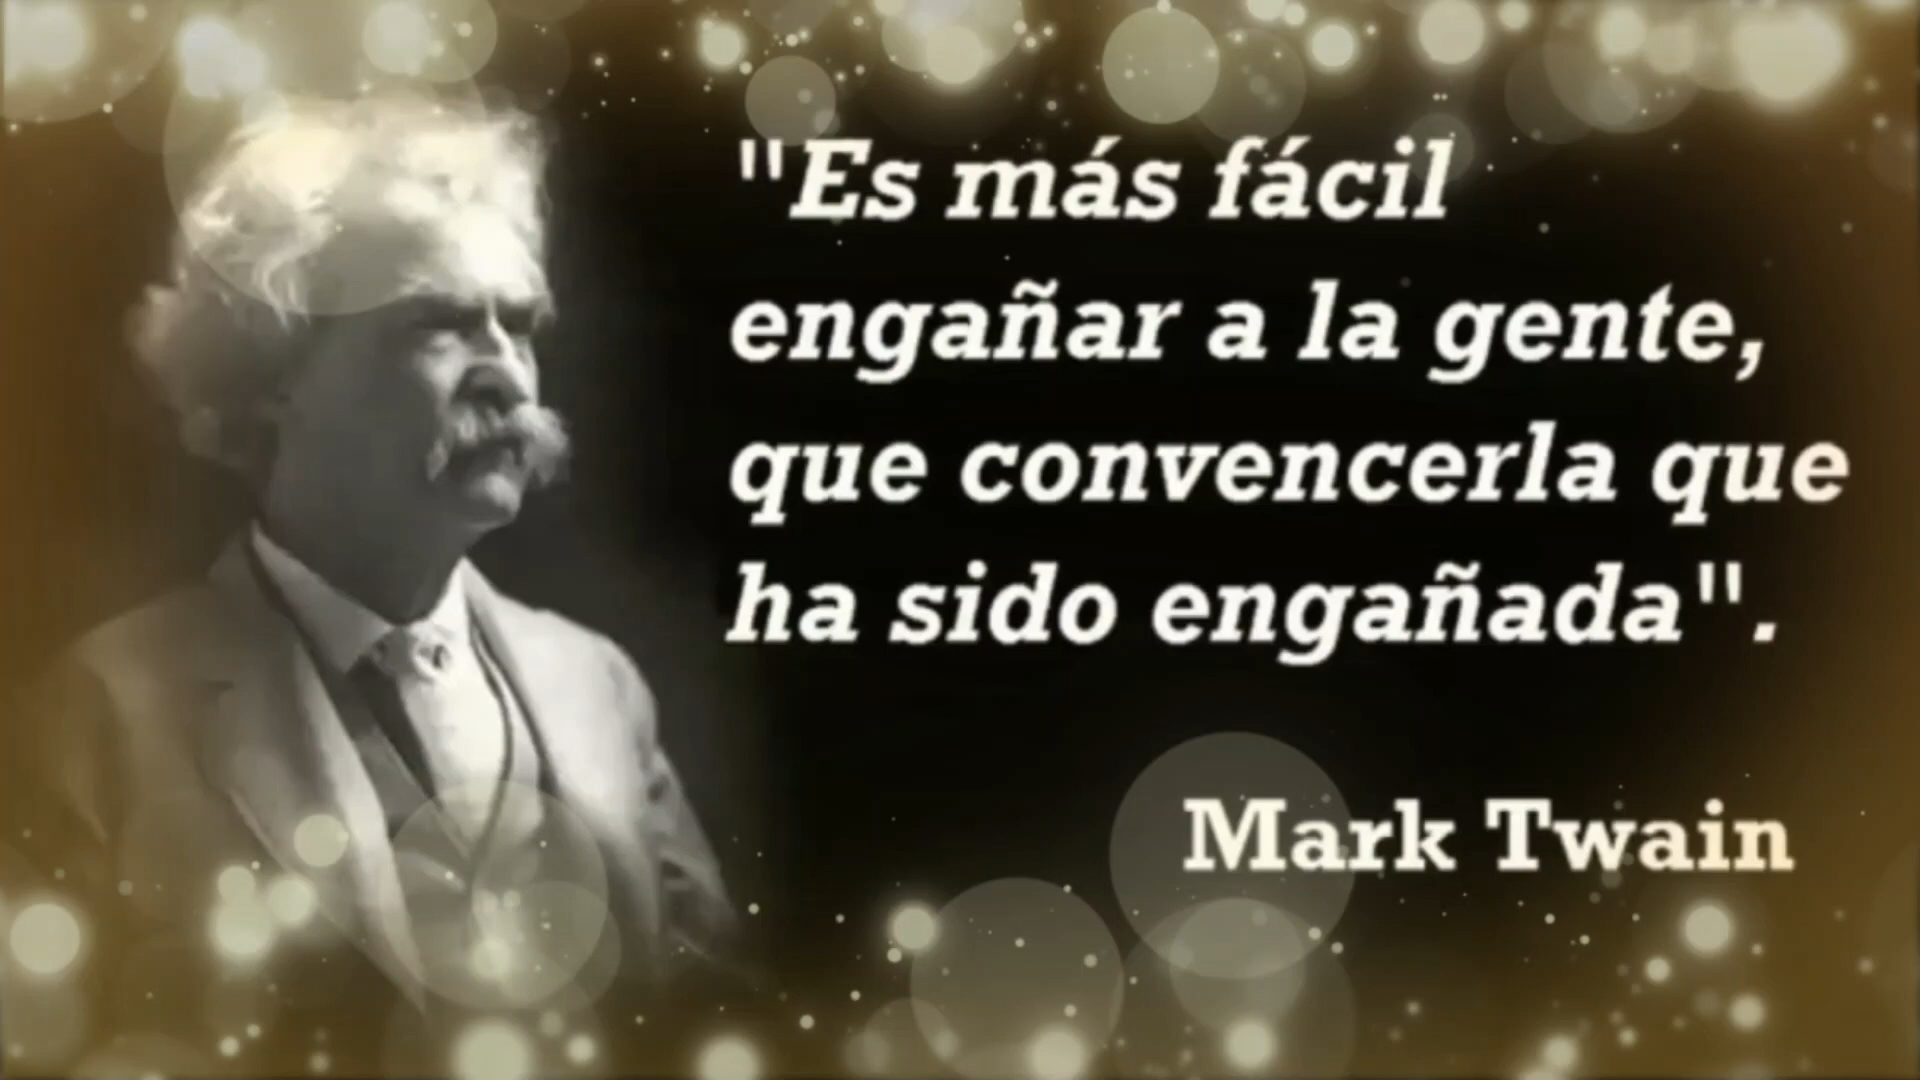 "Es más fácil
engañar a la gente,
que convencerla que
ha sido engañada".
Mark Twain